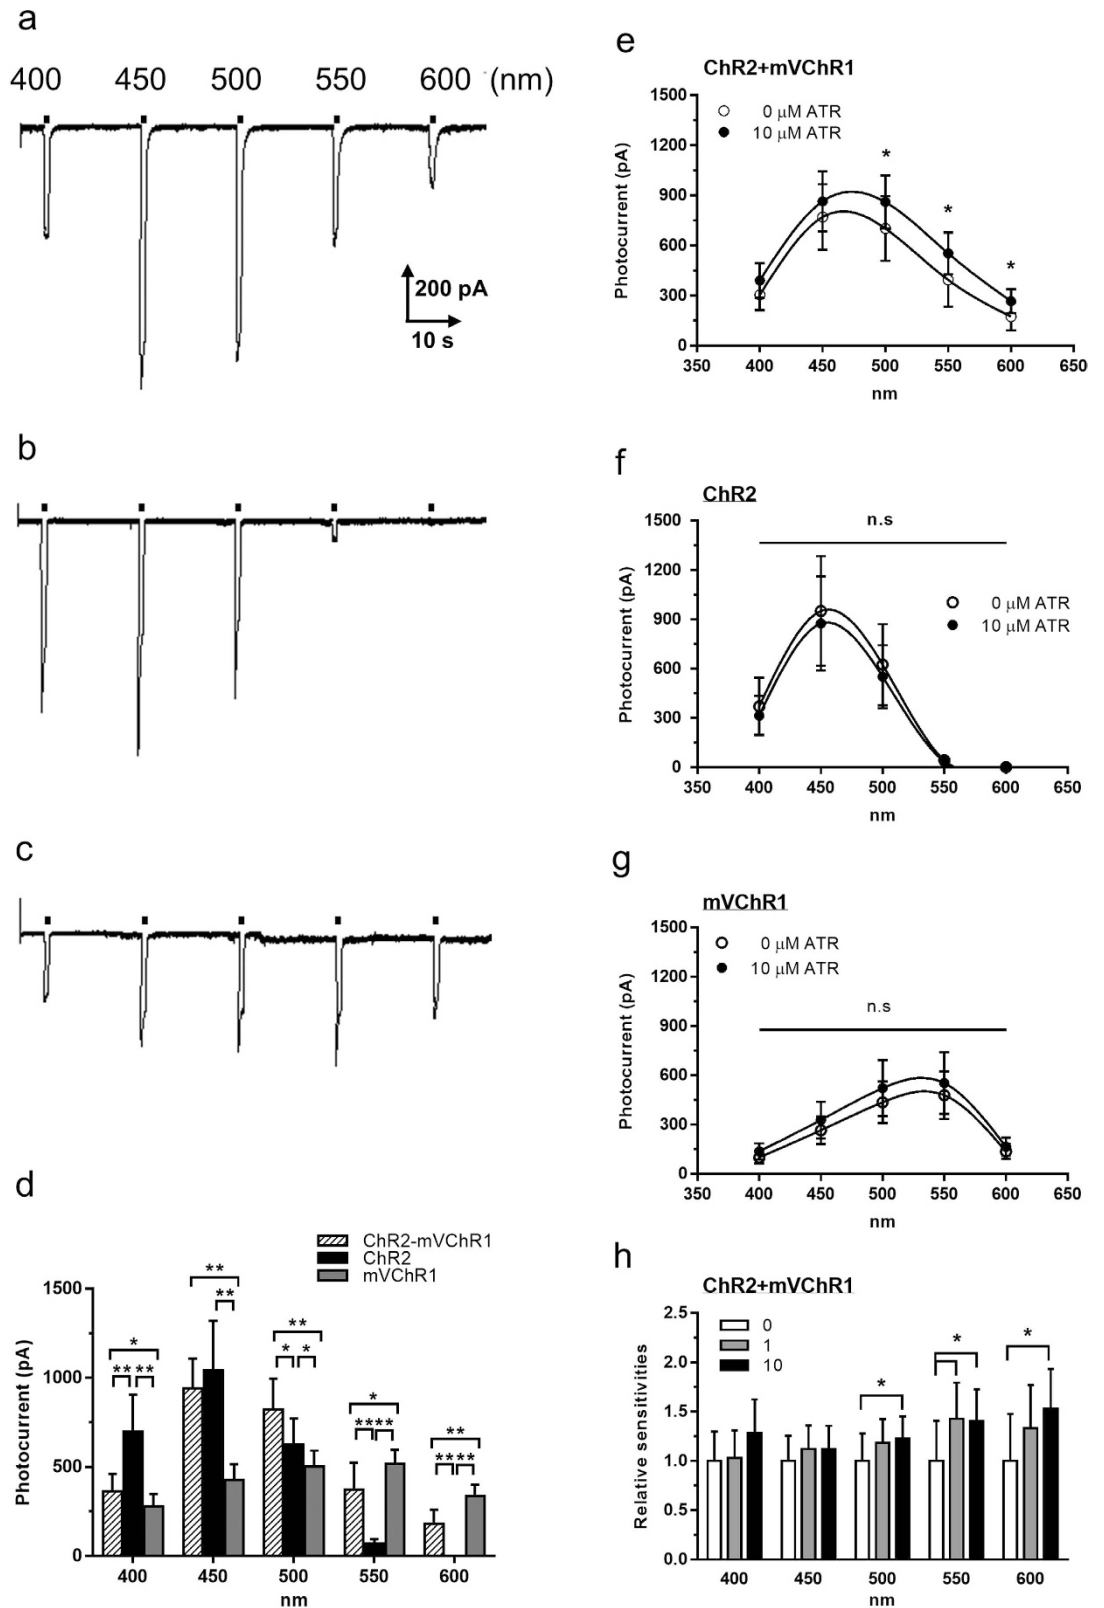 a
400 450 500 550 600 (nm)
200 pA
10 s
b
c
d
ChR2-mVChR1
ChR2
mVChR1
Photocurrent (pA)
1500
1000
500
0
*
** **
**
**
**
* *
*
** **
**
** **
400 450 500 550 600
nm
e
ChR2+mVChR1
0 μM ATR
10 μM ATR
Photocurrent (pA)
1500
1200
900
600
300
0
* * *
350 400 450 500 550 600 650
nm
f
ChR2
n.s
0 μM ATR
10 μM ATR
Photocurrent (pA)
1500
1200
900
600
300
0
350 400 450 500 550 600 650
nm
g
mVChR1
0 μM ATR
10 μM ATR
n.s
Photocurrent (pA)
1500
1200
900
600
300
0
350 400 450 500 550 600 650
nm
h
ChR2+mVChR1
0
1
10
Relative sensitivities
2.5
2.0
1.5
1.0
0.5
0.0
* * *
400 450 500 550 600
nm